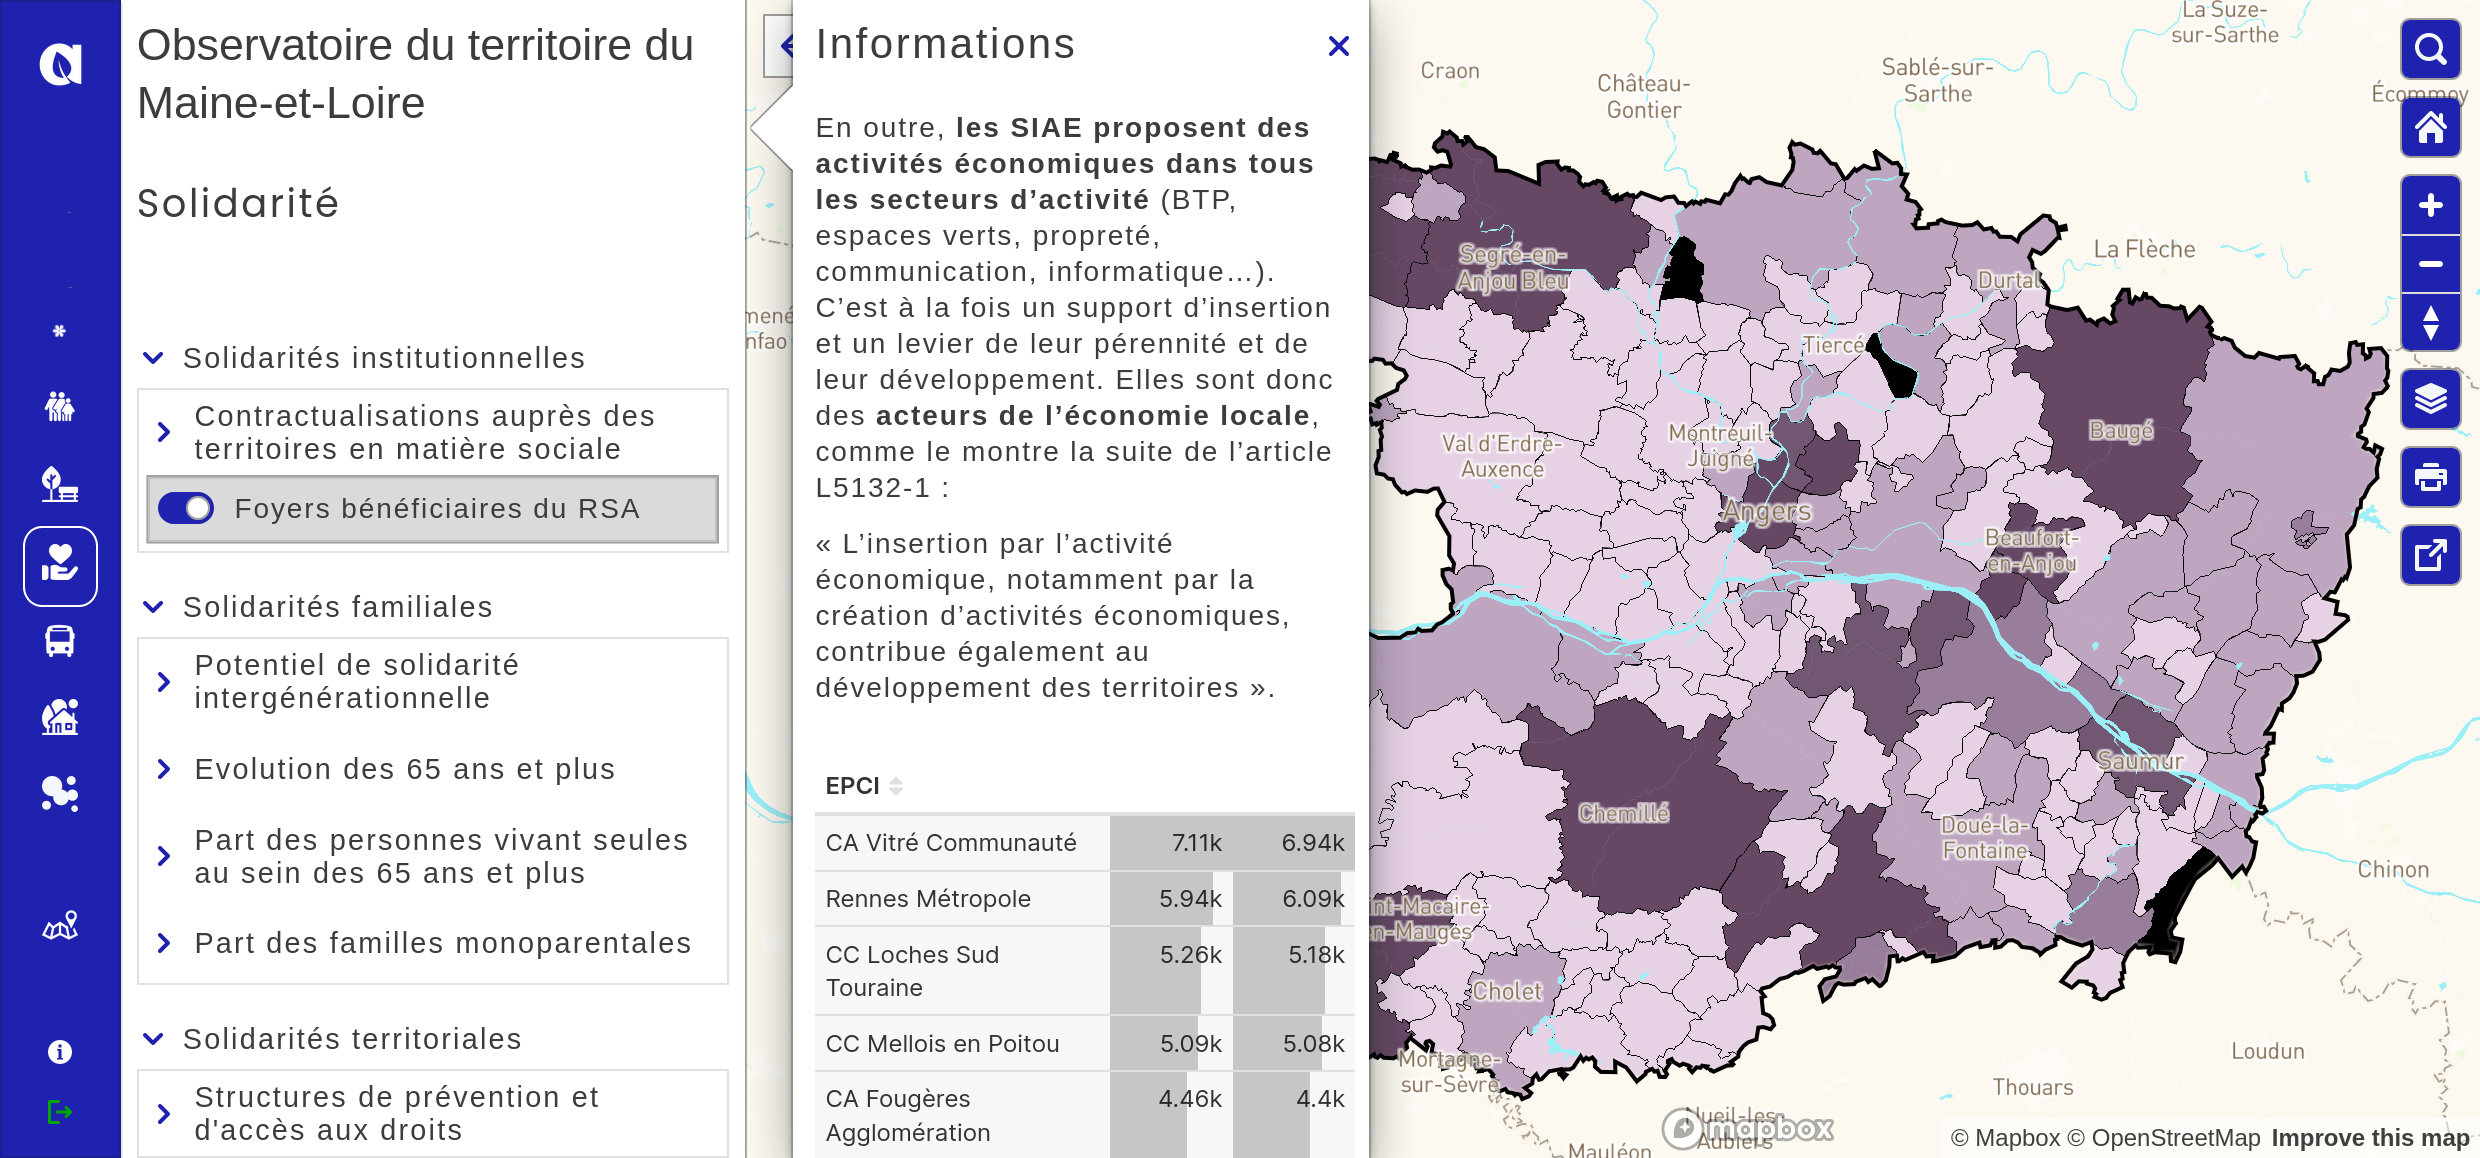 Observatoire du territoire du
Maine-et-Loire
Solidarité
Solidarités institutionnelles
Contractualisations auprès des
territoires en matière sociale
Foyers bénéficiaires du RSA
Solidarités familiales
Potentiel de solidarité
intergénérationnelle
Evolution des 65 ans et plus
Part des personnes vivant seules
au sein des 65 ans et plus
Part des familles monoparentales
Solidarités territoriales
Structures de prévention et
d'accès aux droits
Informations
En outre, les SIAE proposent des
activités économiques dans tous
les secteurs d’activité (BTP,
espaces verts, propreté,
communication, informatique…).
C’est à la fois un support d’insertion
et un levier de leur pérennité et de
leur développement. Elles sont donc
des acteurs de l’économie locale,
comme le montre la suite de l’article
L5132-1 :
« L’insertion par l’activité
économique, notamment par la
création d’activités économiques,
contribue également au
développement des territoires ».
EPCI
CA Vitré Communauté 7.11k 6.94k
Rennes Métropole 5.94k 6.09k
CC Loches Sud
Touraine 5.26k 5.18k
CC Mellois en Poitou 5.09k 5.08k
CA Fougères
Agglomération 4.46k 4.4k
La Suze-
sur-Sarthe
Craon
Château-
Gontier
Sablé-sur-
Sarthe
Écommoy
La Flèche
Segré-en-
Anjou Bleu
Durtal
Tiercé
Baugé
Montreuil-
Juigné
Val d'Erdre-
Auxence
Angers
Beaufort-
en-Anjou
Saumur
Chemillé
Doué-la-
Fontaine
Chinon
int-Macaire-
en-Mauges
Cholet
Mortagne-
sur-Sèvre
Loudun
Thouars
Nueil-les-
Aubiers
Mauléon
mené
nfao
mapbox
© Mapbox © OpenStreetMap Improve this map